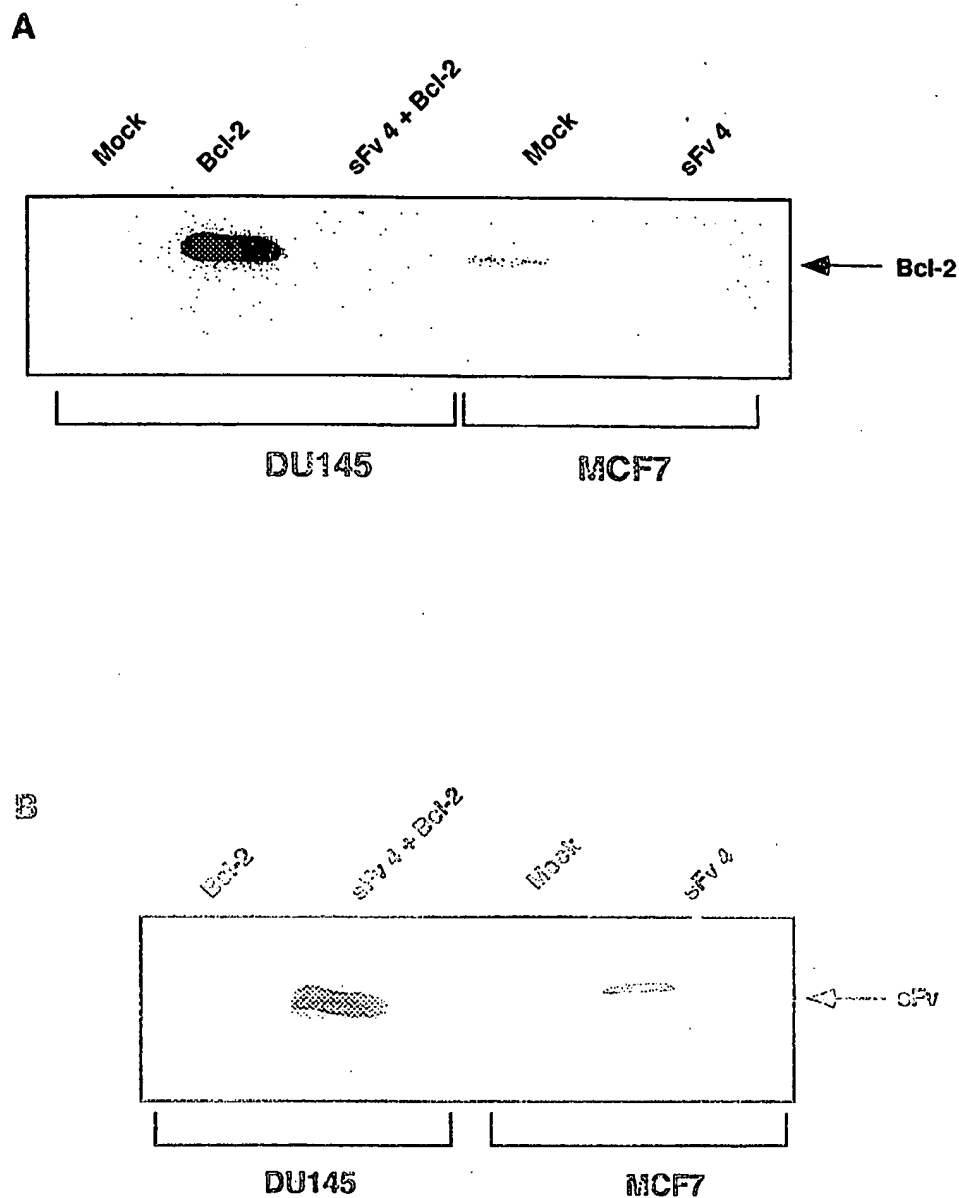 A
Mock
Bcl-2
sFv 4 + Bcl-2
Mock
sFv 4
Bcl-2
DU145
MCF7
B
Bcl-2
sFv 4 + Bcl-2
Mock
sFv 4
sFv
DU145
MCF7